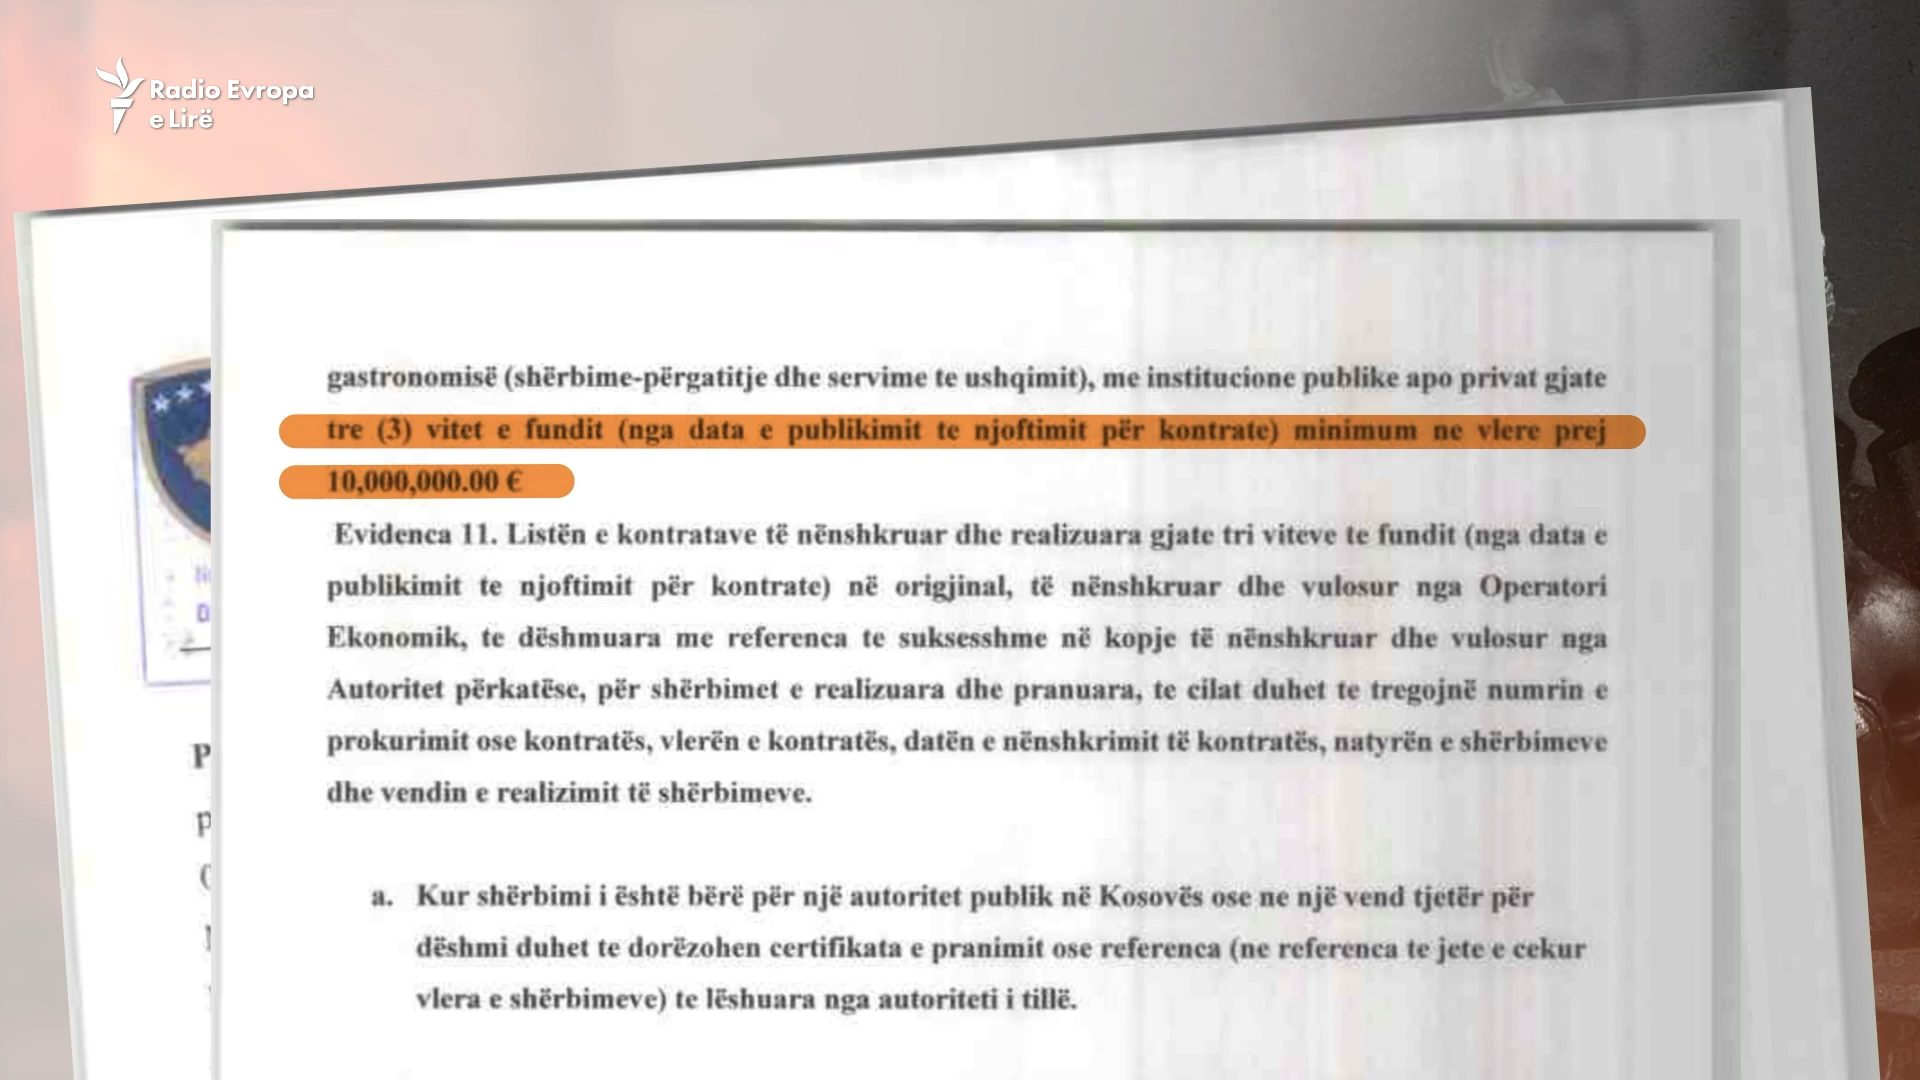 Radio Evropa
e Lirë
gastronomisë (shërbime-përgatitje dhe servime te ushqimit), me institucione publike apo privat gjate
tre (3) vitet e fundit (nga data e publikimit te njoftimit për kontrate) minimum ne vlere prej
10,000,000.00 €
Evidenca 11. Listën e kontratave të nënshkruar dhe realizuara gjate tri viteve te fundit (nga data e
publikimit te njoftimit për kontrate) në origjinal, të nënshkruar dhe vulosur nga Operatori
Ekonomik, te dëshmuara me referenca te suksesshme në kopje të nënshkruar dhe vulosur nga
Autoritet përkatëse, për shërbimet e realizuara dhe pranuara, te cilat duhet te tregojnë numrin e
prokurimit ose kontratës, vlerën e kontratës, datën e nënshkrimit të kontratës, natyrën e shërbimeve
dhe vendin e realizimit të shërbimeve.
a. Kur shërbimi i është bërë për një autoritet publik në Kosovës ose ne një vend tjetër për
dëshmi duhet te dorëzohen certifikata e pranimit ose referenca (ne referenca te jete e cekur
vlera e shërbimeve) te lëshuara nga autoriteti i tillë.
P
p